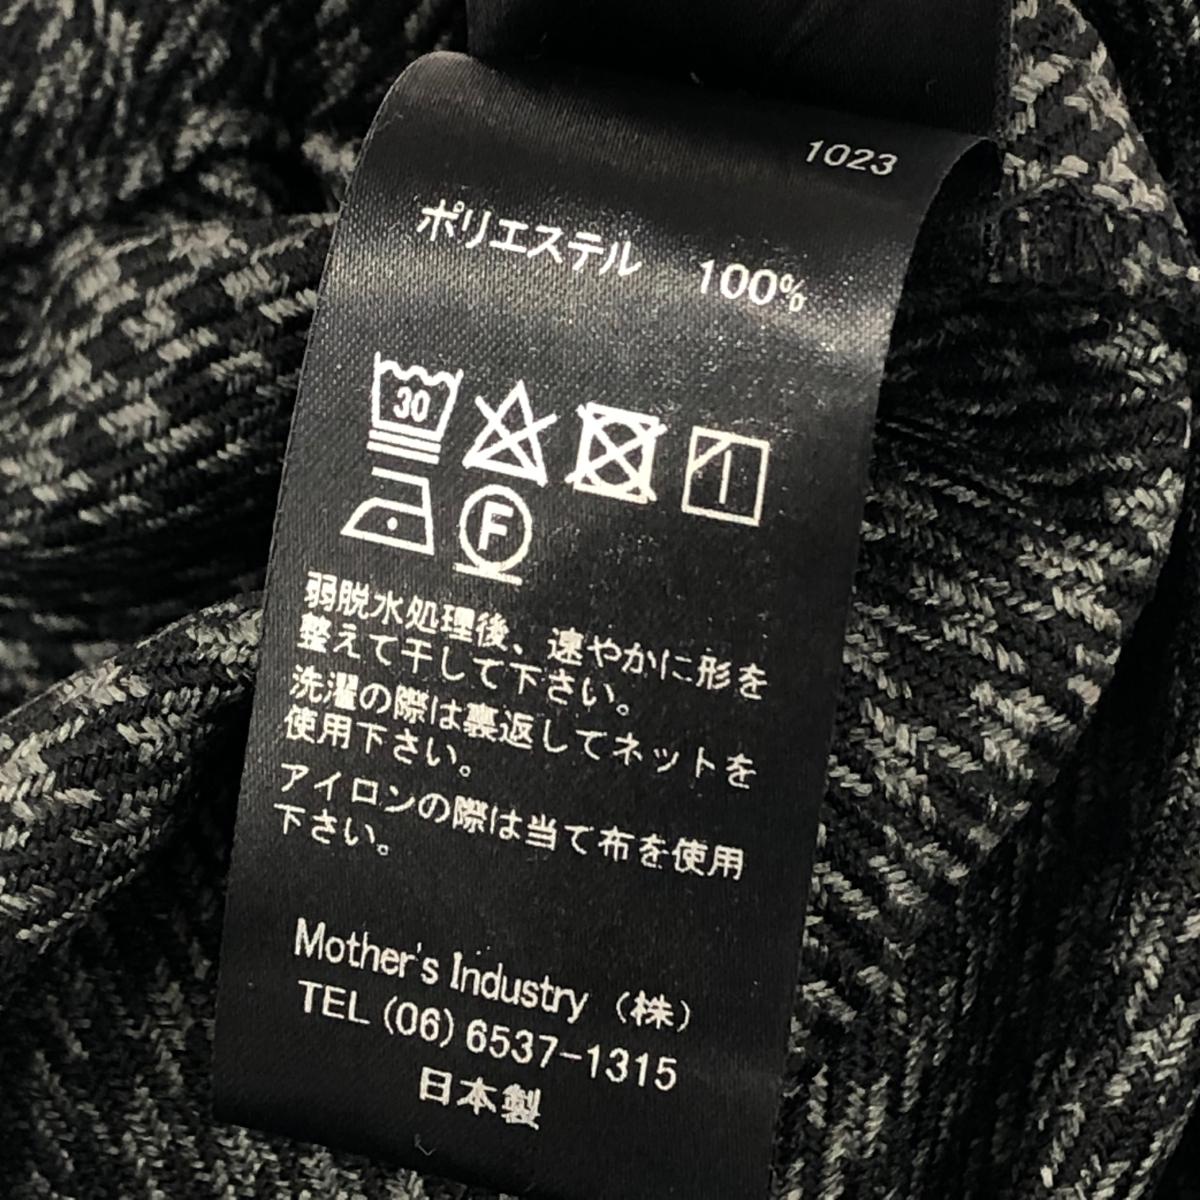 1023
ポリエステル 100%
30
F
弱脱水処理後、速やかに形を
整えて干して下さい。
洗濯の際は裏返してネットを
使用下さい。
アイロンの際は当て布を使用
下さい。
Mother's Industry （株）
TEL (06) 6537-1315
日本製